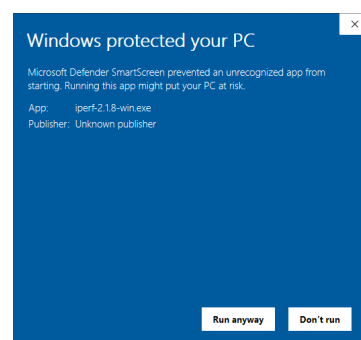 Windows protected your PC
Microsoft Defender SmartScreen prevented an unrecognized app from
starting. Running this app might put your PC at risk.
App: iperf-2.1.8-win.exe
Publisher: Unknown publisher
Run anyway Don't run